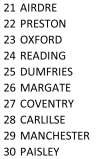 21 AIRDRE
22 PRESTON
23 OXFORD
24 READING
25 DUMFRIES
26 MARGATE
27 COVENTRY
28 CARLILSE
29 MANCHESTER
30 PAISLEY